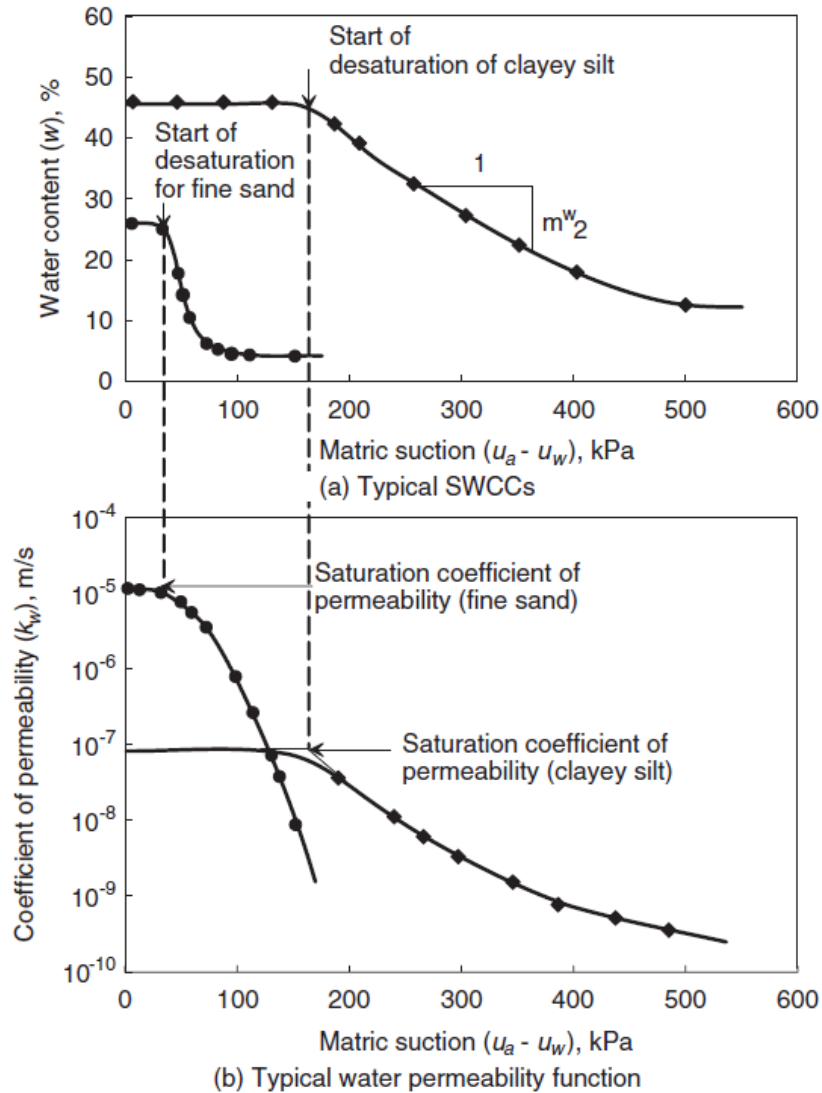 60
50
40
30
20
10
0
Water content (w), %
Start of
desaturation of clayey silt
Start of
desaturation
for fine sand
1
m^w_2
0 100 200 300 400 500 600
Matric suction (u_a - u_w), kPa
(a) Typical SWCCs
10^-4
10^-5
10^-6
10^-7
10^-8
10^-9
10^-10
Coefficient of permeability (k_w), m/s
Saturation coefficient of
permeability (fine sand)
Saturation coefficient of
permeability (clayey silt)
0 100 200 300 400 500 600
Matric suction (u_a - u_w), kPa
(b) Typical water permeability function